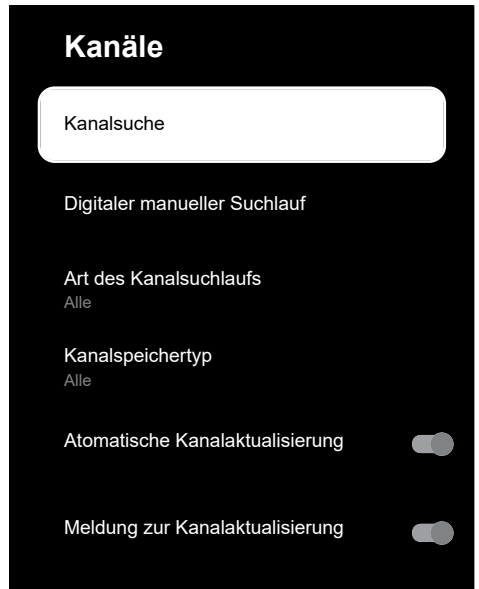 Kanäle
Kanalsuche
Digitaler manueller Suchlauf
Art des Kanalsuchlaufs
Alle
Kanalspeichertyp
Alle
Atomatische Kanalaktualisierung
Meldung zur Kanalaktualisierung